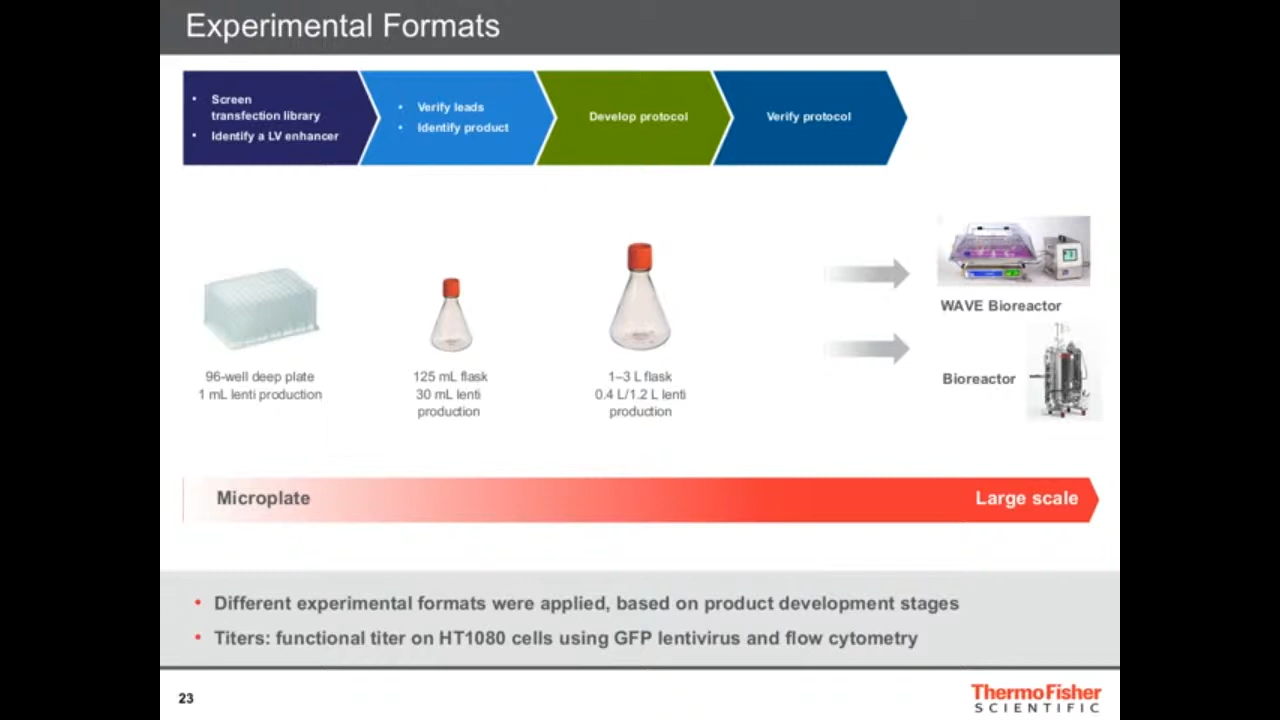 Experimental Formats
• Screen
transfection library
• Identify a LV enhancer
• Verify leads
• Identify product
Develop protocol
Verify protocol
96-well deep plate
1 mL lenti production
125 mL flask
30 mL lenti
production
1–3 L flask
0.4 L/1.2 L lenti
production
WAVE Bioreactor
Bioreactor
Microplate
Large scale
• Different experimental formats were applied, based on product development stages
• Titers: functional titer on HT1080 cells using GFP lentivirus and flow cytometry
23
ThermoFisher
SCIENTIFIC